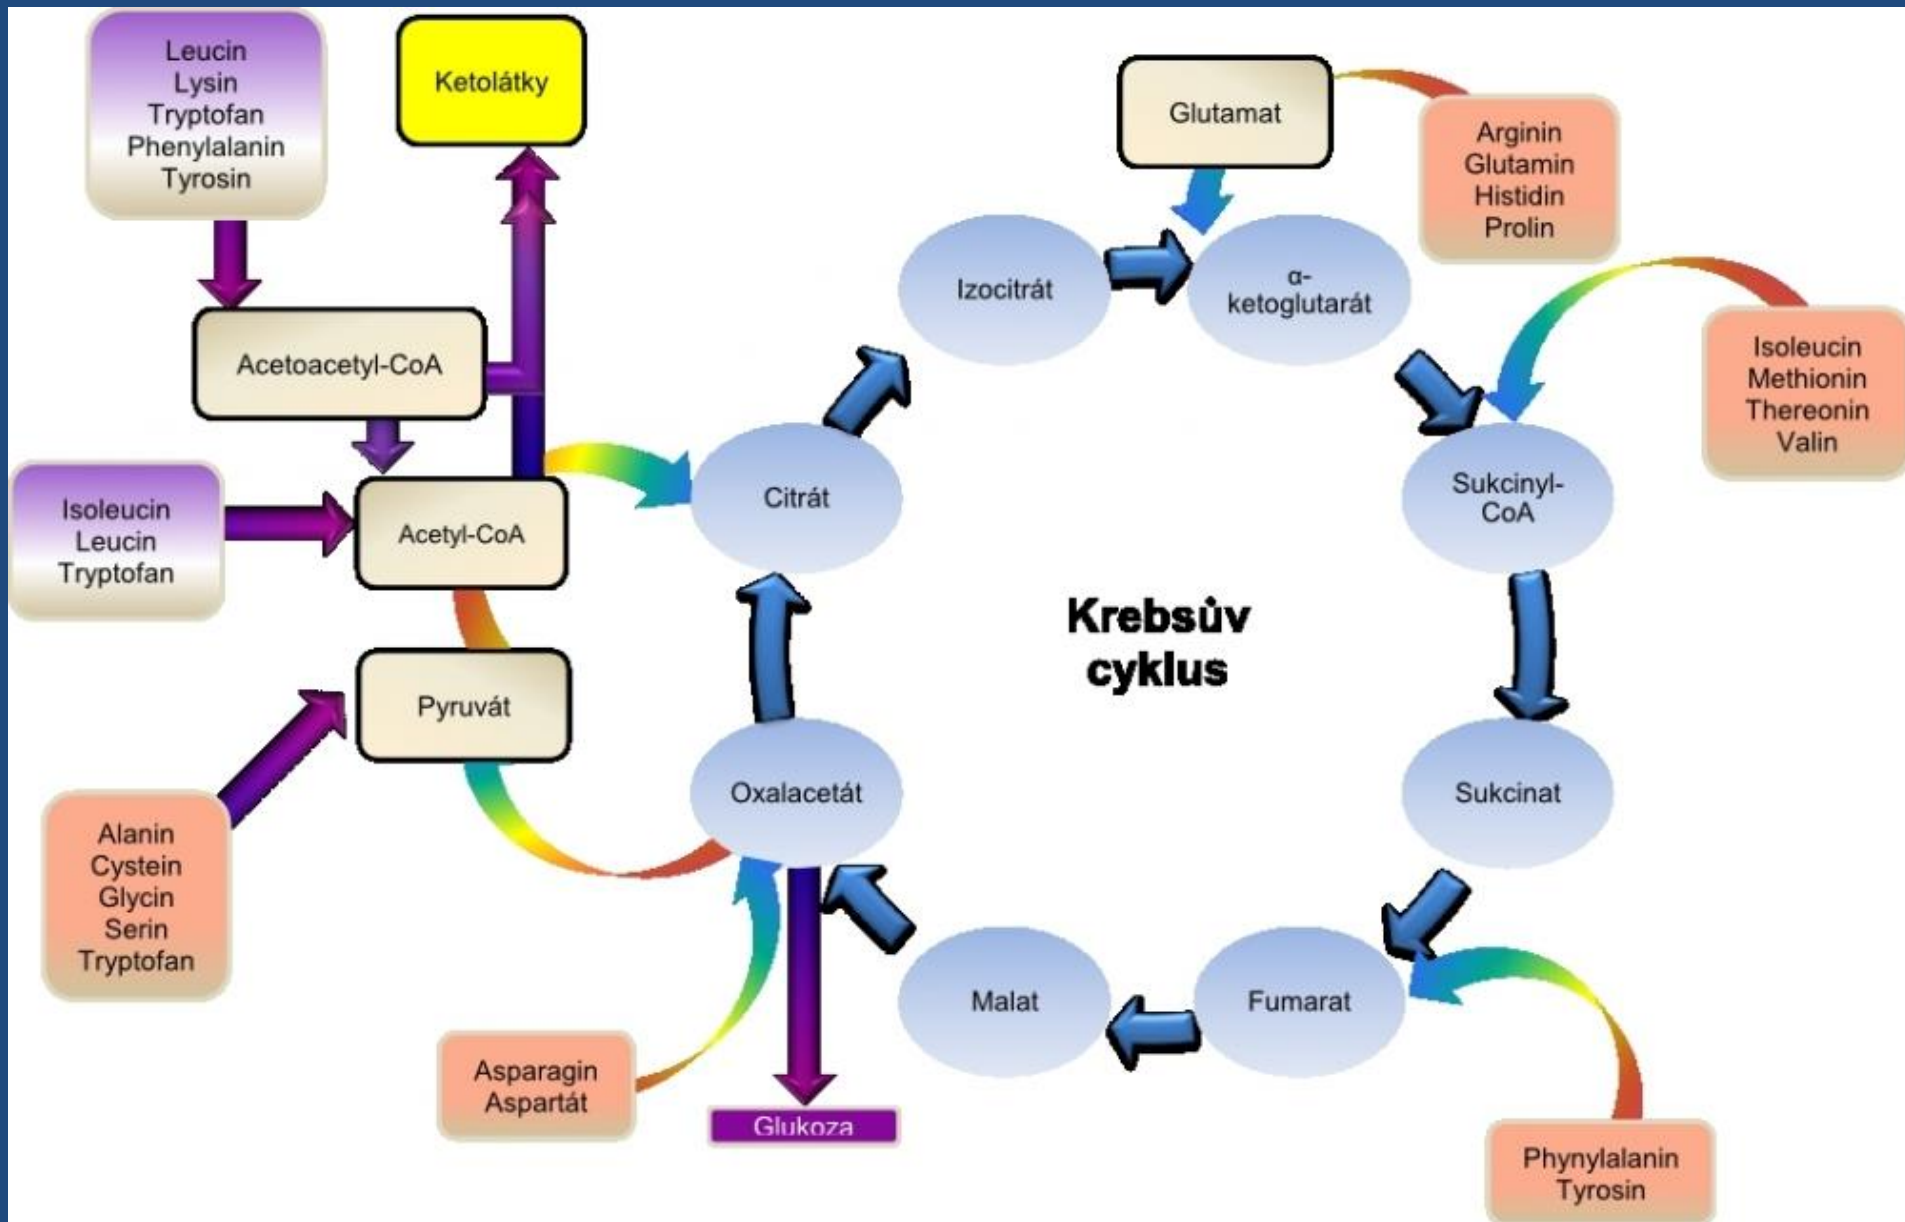 Leucin
Lysin
Tryptofan
Phenylalanin
Tyrosin
Ketolátky
Glutamat
Arginin
Glutamin
Histidin
Prolin
Izocitrát
α-
ketoglutarát
Acetoacetyl-CoA
Isoleucin
Methionin
Thereonin
Valin
Isoleucin
Leucin
Tryptofan
Acetyl-CoA
Citrát
Sukcinyl-
CoA
Krebsův
cyklus
Pyruvát
Oxalacetát
Sukcinat
Alanin
Cystein
Glycin
Serin
Tryptofan
Malat
Fumarat
Asparagin
Aspartát
Glukoza
Phynylalanin
Tyrosin